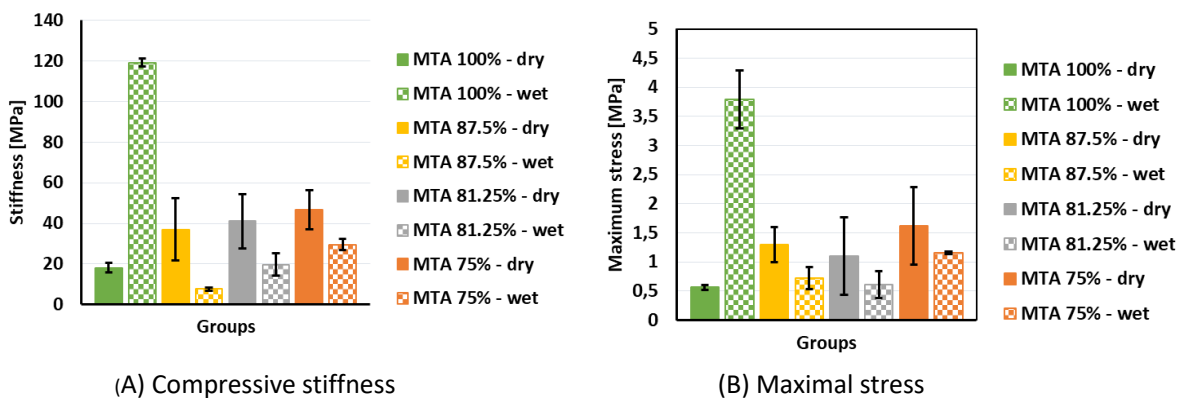 140
120
100
80
60
40
20
0
Stiffness [MPa]
Groups
MTA 100% - dry
MTA 100% - wet
MTA 87.5% - dry
MTA 87.5% - wet
MTA 81.25% - dry
MTA 81.25% - wet
MTA 75% - dry
MTA 75% - wet
(A) Compressive stiffness
5
4,5
4
3,5
3
2,5
2
1,5
1
0,5
0
Maximum stress [MPa]
Groups
MTA 100% - dry
MTA 100% - wet
MTA 87.5% - dry
MTA 87.5% - wet
MTA 81.25% - dry
MTA 81.25% - wet
MTA 75% - dry
MTA 75% - wet
(B) Maximal stress